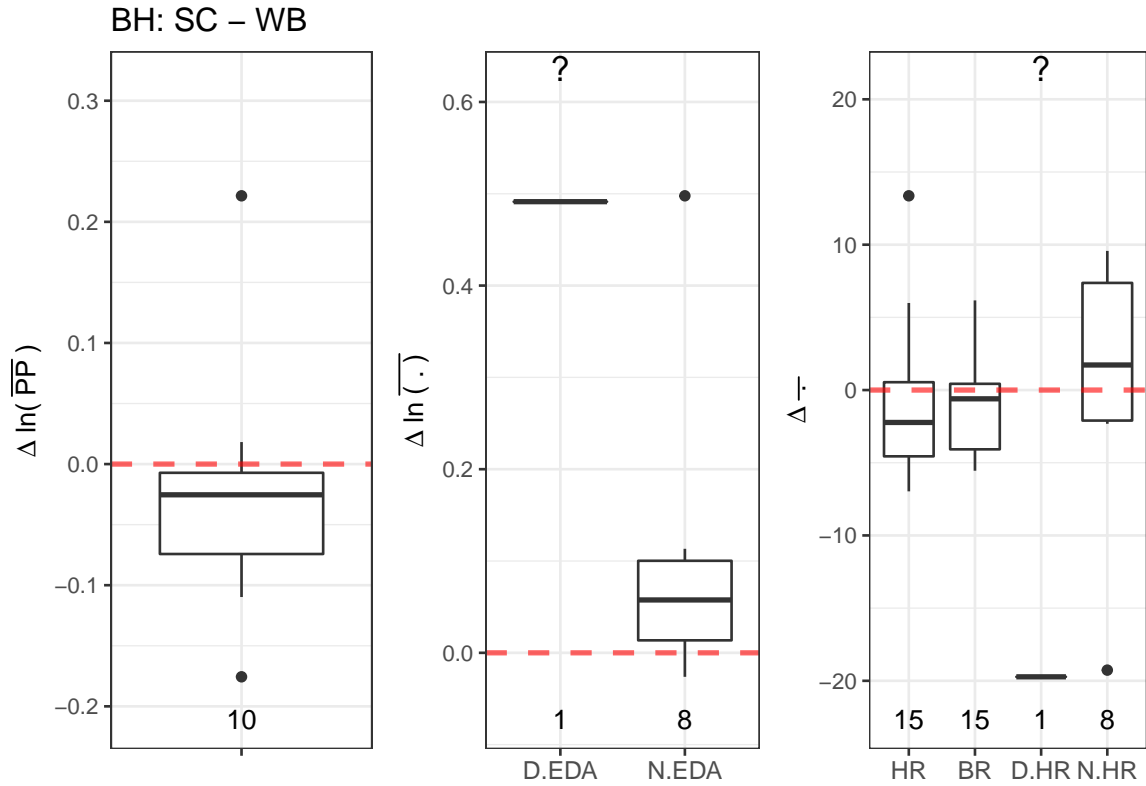 BH: SC − WB
Δ ln( PP )
0.3
0.2
0.1
0.0
−0.1
−0.2
10
Δ ln ( . )
0.6
0.4
0.2
0.0
?
1
8
D.EDA
N.EDA
Δ .
20
10
0
−10
−20
?
15
15
1
8
HR
BR
D.HR
N.HR